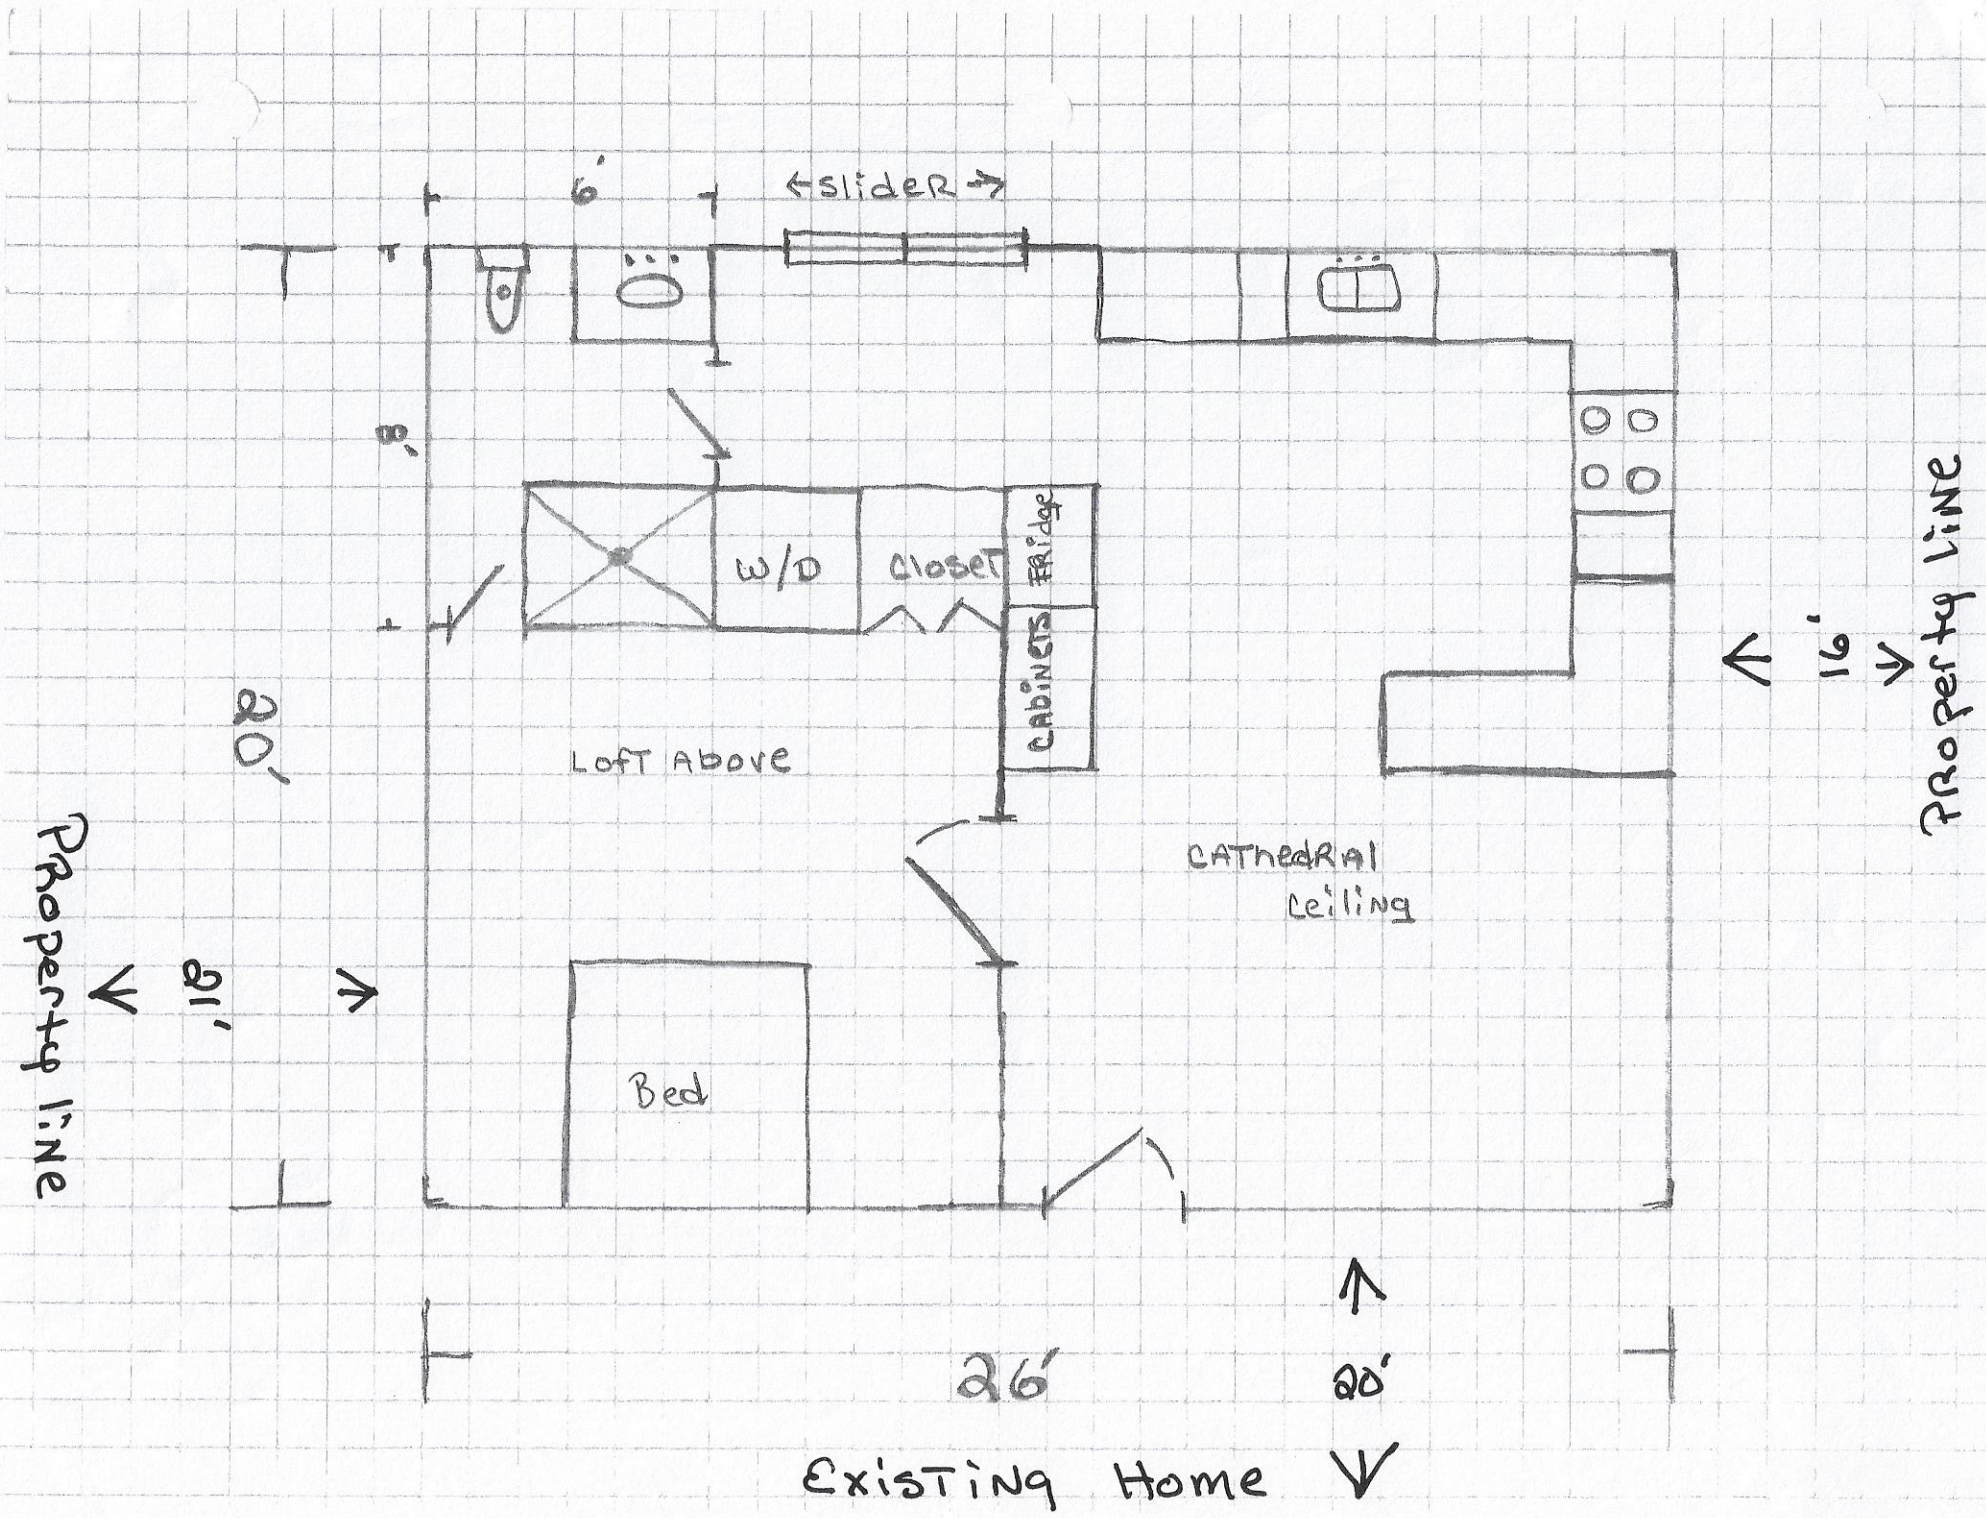 6'
←slider→
8'
Fridge
W/D
Closet
Cabinets
20'
Loft Above
Property line
16'
Cathedral
Ceiling
Property line
21'
Bed
26'
20'
Existing Home